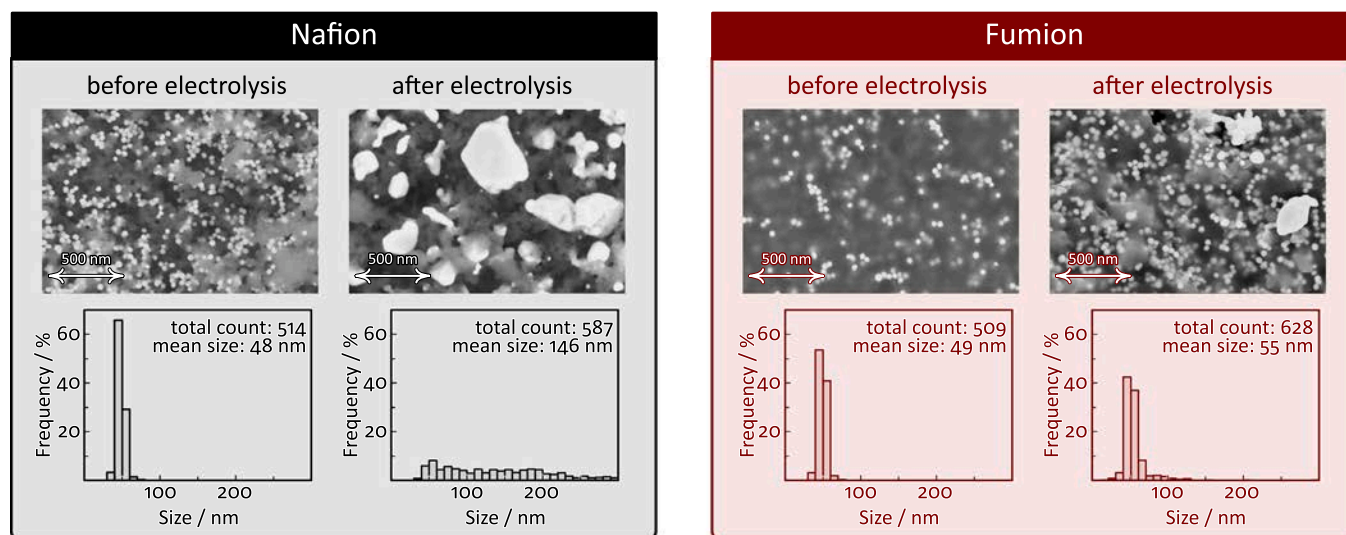 Nafion
before electrolysis
after electrolysis
500 nm
500 nm
total count: 514
mean size: 48 nm
60
40
20
Frequency / %
100 200
Size / nm
total count: 587
mean size: 146 nm
60
40
20
Frequency / %
100 200
Size / nm
Fumion
before electrolysis
after electrolysis
500 nm
500 nm
total count: 509
mean size: 49 nm
60
40
20
Frequency / %
100 200
Size / nm
total count: 628
mean size: 55 nm
60
40
20
Frequency / %
100 200
Size / nm